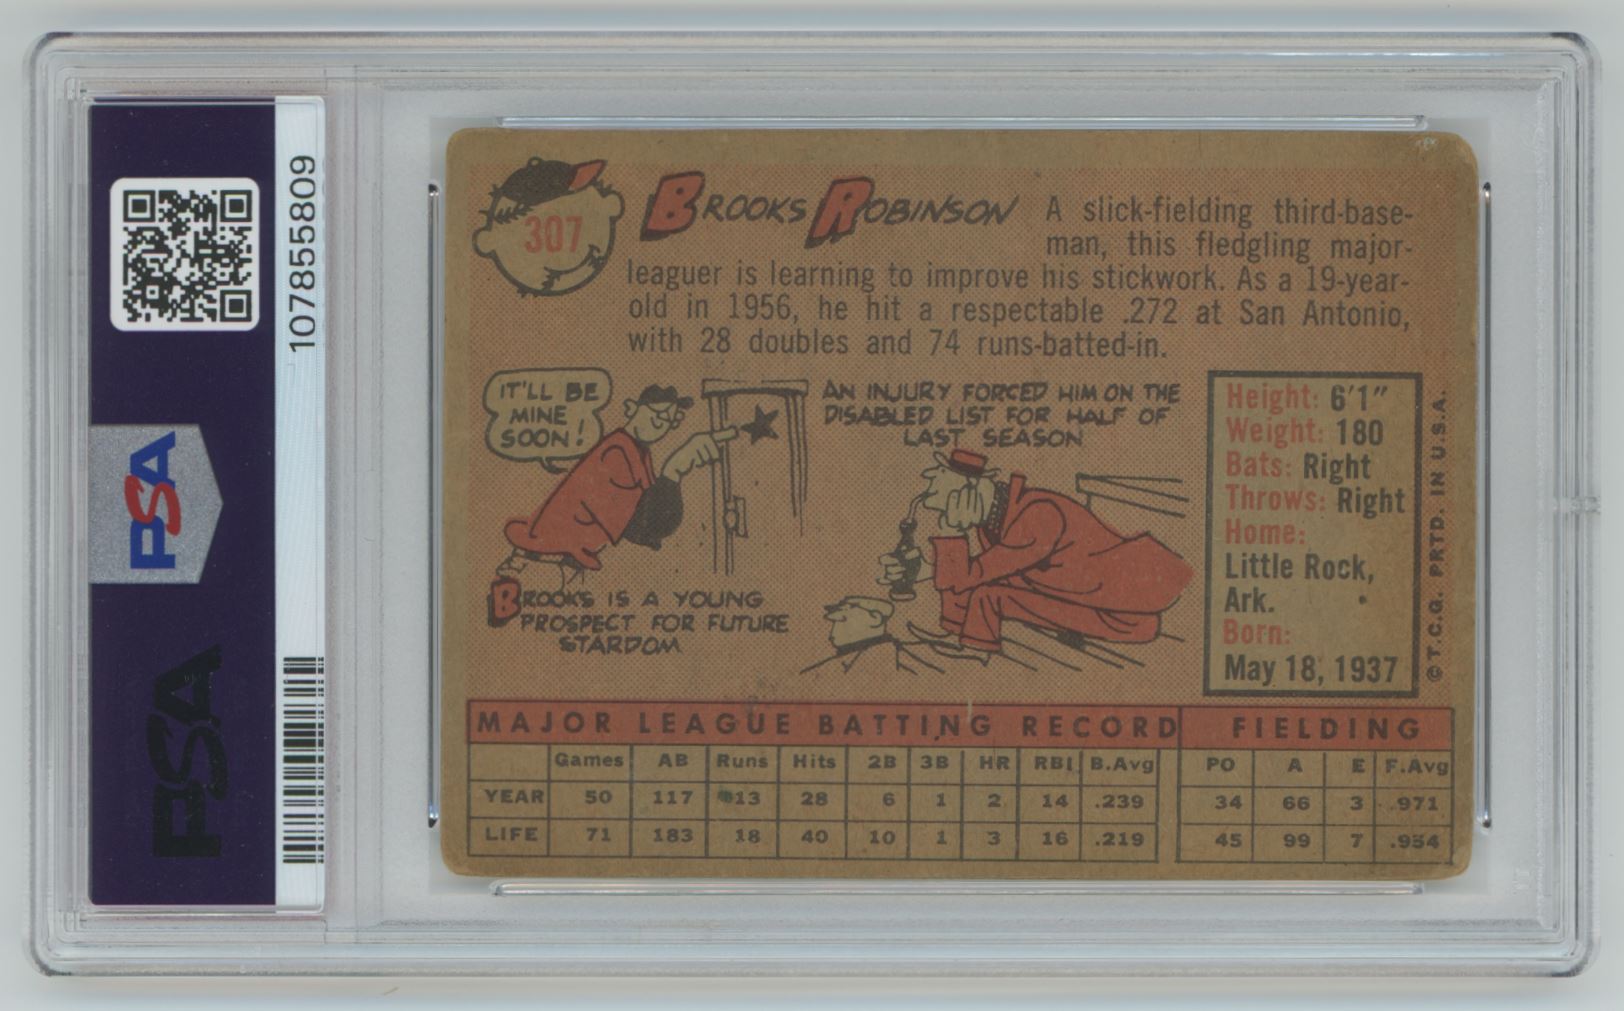 107855809
PSA
PSA
307
BROOKS ROBINSON
A slick-fielding third-base-
man, this fledgling major-
leaguer is learning to improve his stickwork. As a 19-year-
old in 1956, he hit a respectable .272 at San Antonio,
with 28 doubles and 74 runs-batted-in.
IT'LL BE
MINE
SOON!
BROOKS IS A YOUNG
PROSPECT FOR FUTURE
STARDOM
AN INJURY FORCED HIM ON THE
DISABLED LIST FOR HALF OF
LAST SEASON
Height: 6'1"
Weight: 180
Bats: Right
Throws: Right
Home:
Little Rock,
Ark.
Born:
May 18, 1937
© T.C.G. PRTD. IN U.S.A.
MAJOR LEAGUE BATTING RECORD FIELDING
Games AB Runs Hits 2B 3B HR RBI B.Avg PO A E F.Avg
YEAR 50 117 13 28 6 1 2 14 .239 34 66 3 .971
LIFE 71 183 18 40 10 1 3 16 .219 45 99 7 .954